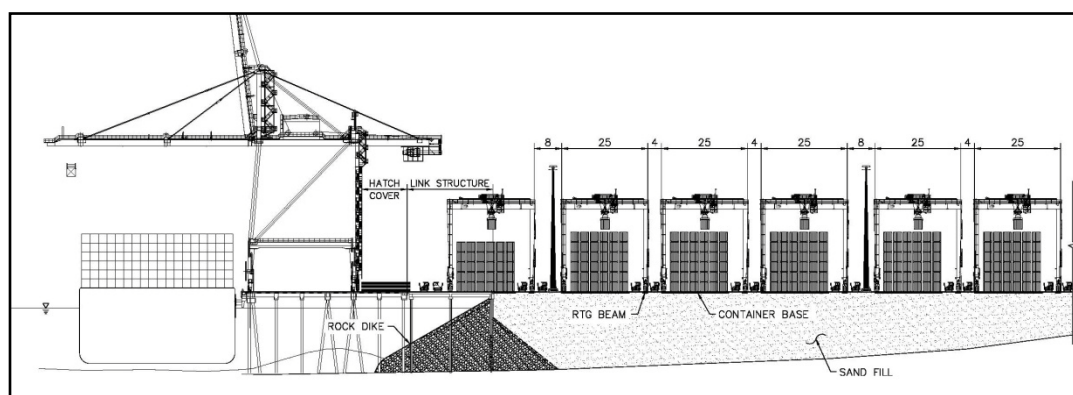 8 25 4 25 4 25 8 25 4 25
HATCH LINK STRUCTURE
COVER
ROCK DIKE
RTG BEAM
CONTAINER BASE
SAND FILL